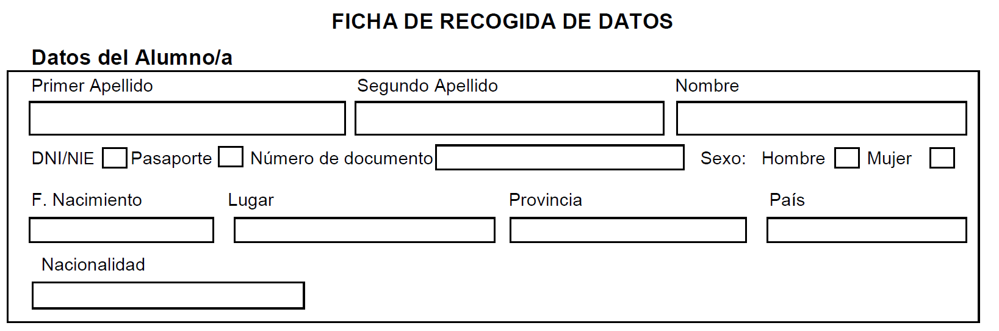 FICHA DE RECOGIDA DE DATOS
Datos del Alumno/a
Primer Apellido Segundo Apellido Nombre
DNI/NIE Pasaporte Número de documento Sexo: Hombre Mujer
F. Nacimiento Lugar Provincia País
Nacionalidad